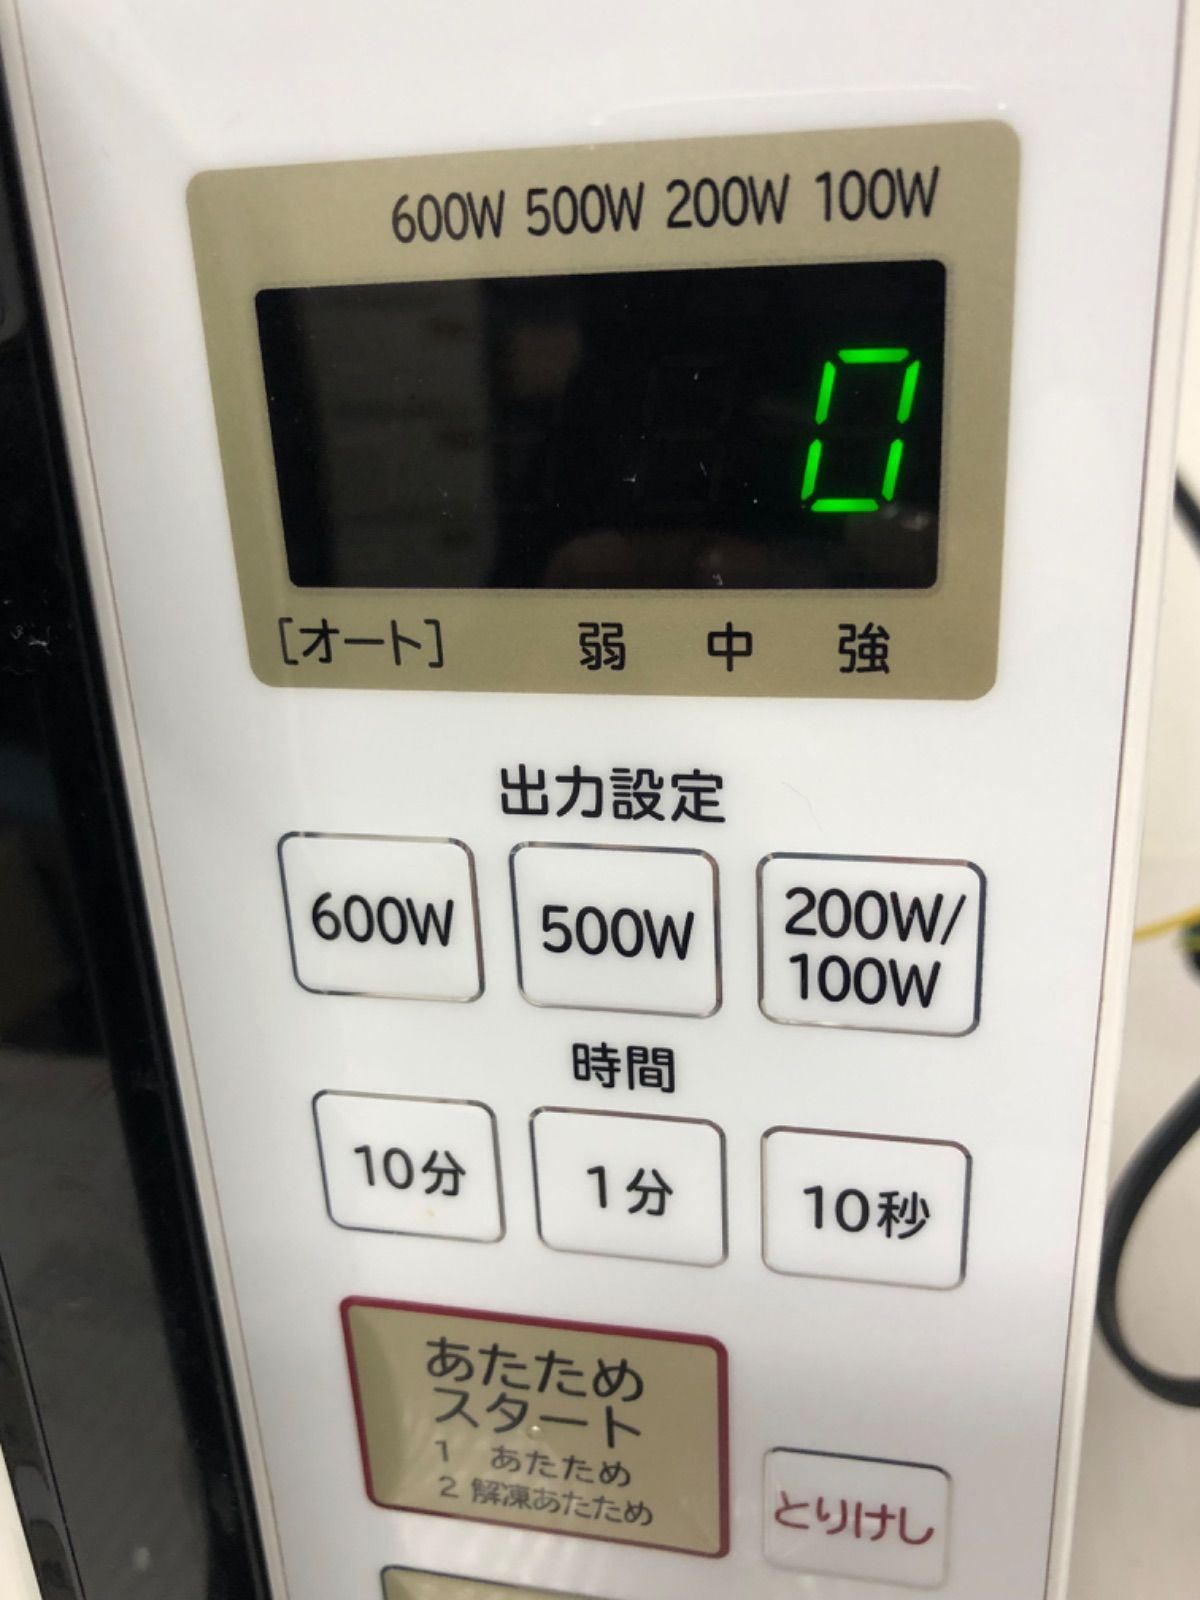 600W 500W 200W 100W
0
[オート] 弱 中 強
出力設定
600W 500W 200W/
100W
時間
10分 1分 10秒
あたため
スタート
1 あたため
2 解凍あたため
とりけし